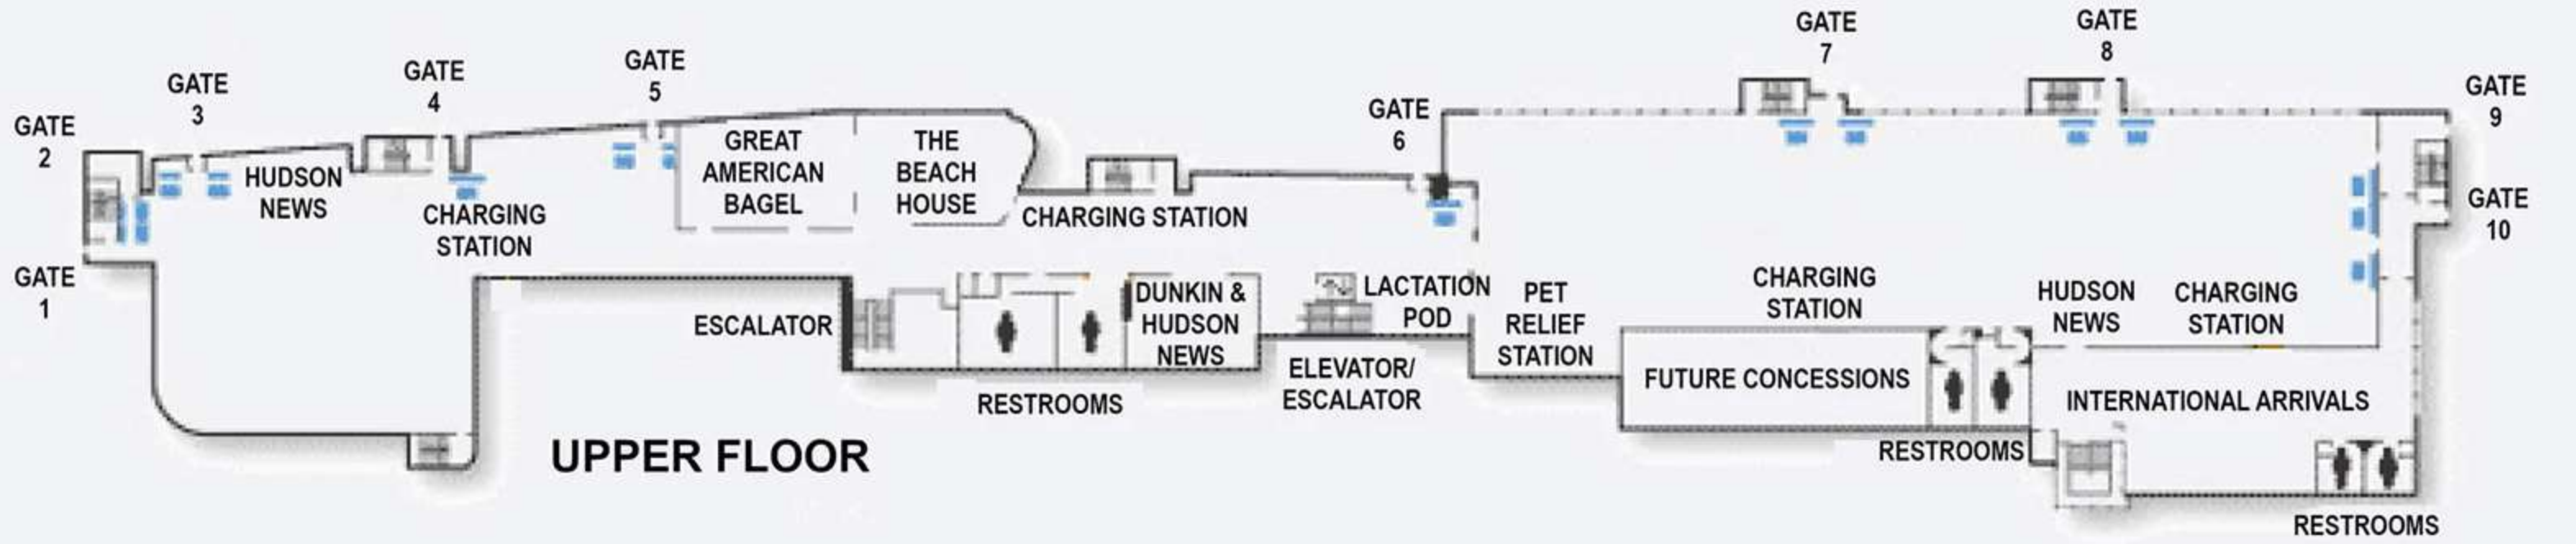 GATE
2
GATE
1
GATE
3
HUDSON
NEWS
GATE
4
CHARGING
STATION
GATE
5
GREAT
AMERICAN
BAGEL
THE
BEACH
HOUSE
CHARGING STATION
GATE
6
GATE
7
GATE
8
GATE
9
GATE
10
ESCALATOR
RESTROOMS
DUNKIN &
HUDSON
NEWS
ELEVATOR/
ESCALATOR
LACTATION
POD
PET
RELIEF
STATION
CHARGING
STATION
FUTURE CONCESSIONS
RESTROOMS
HUDSON
NEWS
CHARGING
STATION
INTERNATIONAL ARRIVALS
RESTROOMS
UPPER FLOOR